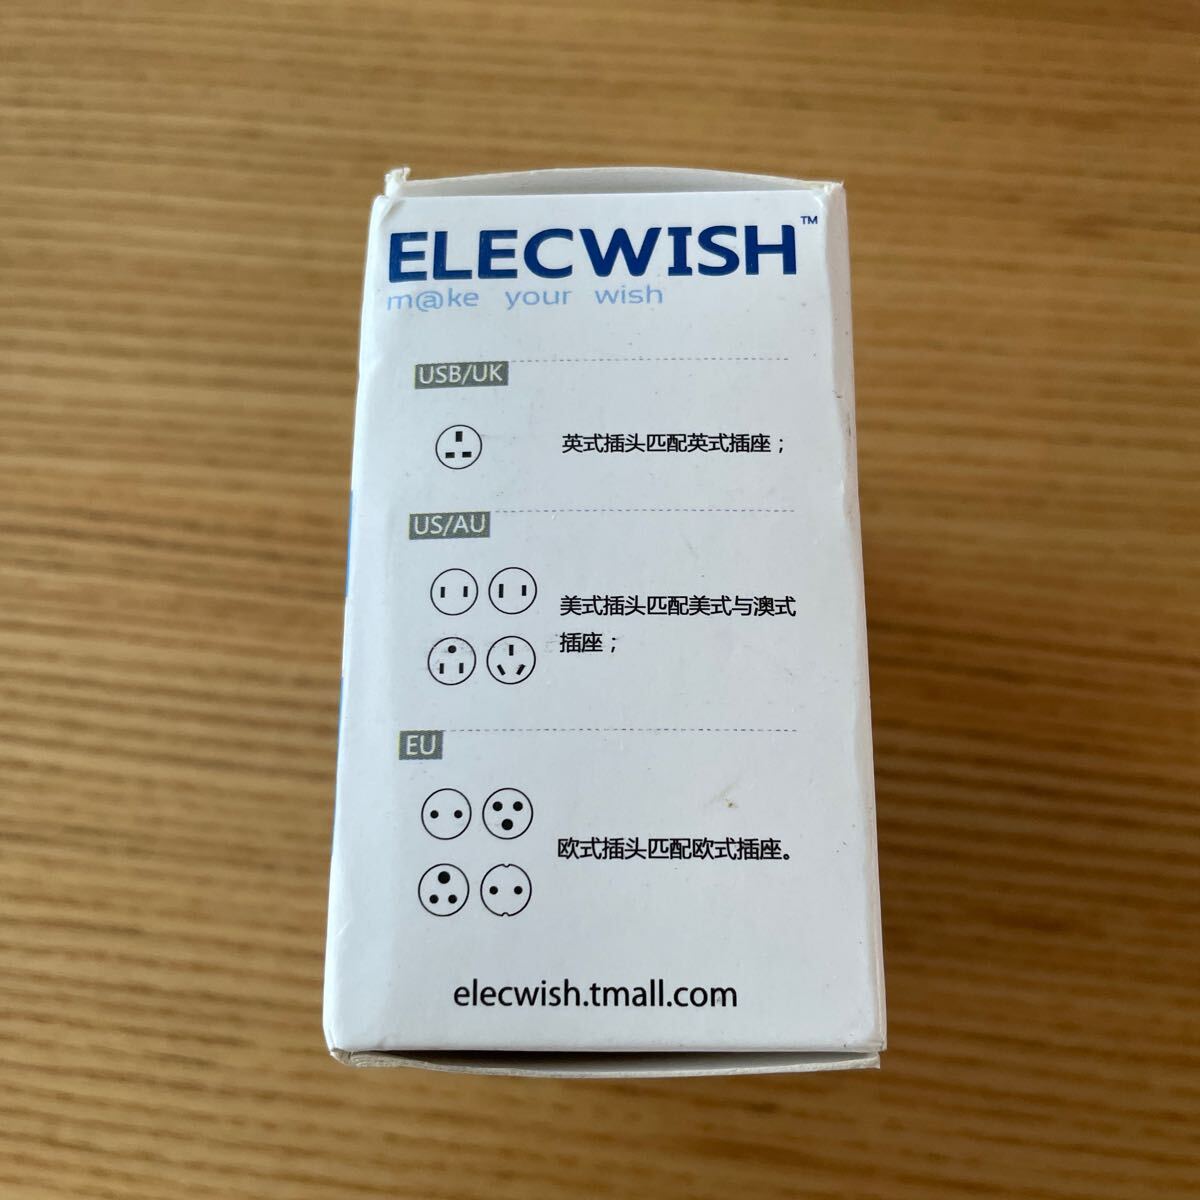 ELECWISH™
m@ke your wish
USB/UK
英式插头匹配英式插座；
US/AU
美式插头匹配美式与澳式
插座；
EU
欧式插头匹配欧式插座。
elecwish.tmall.com